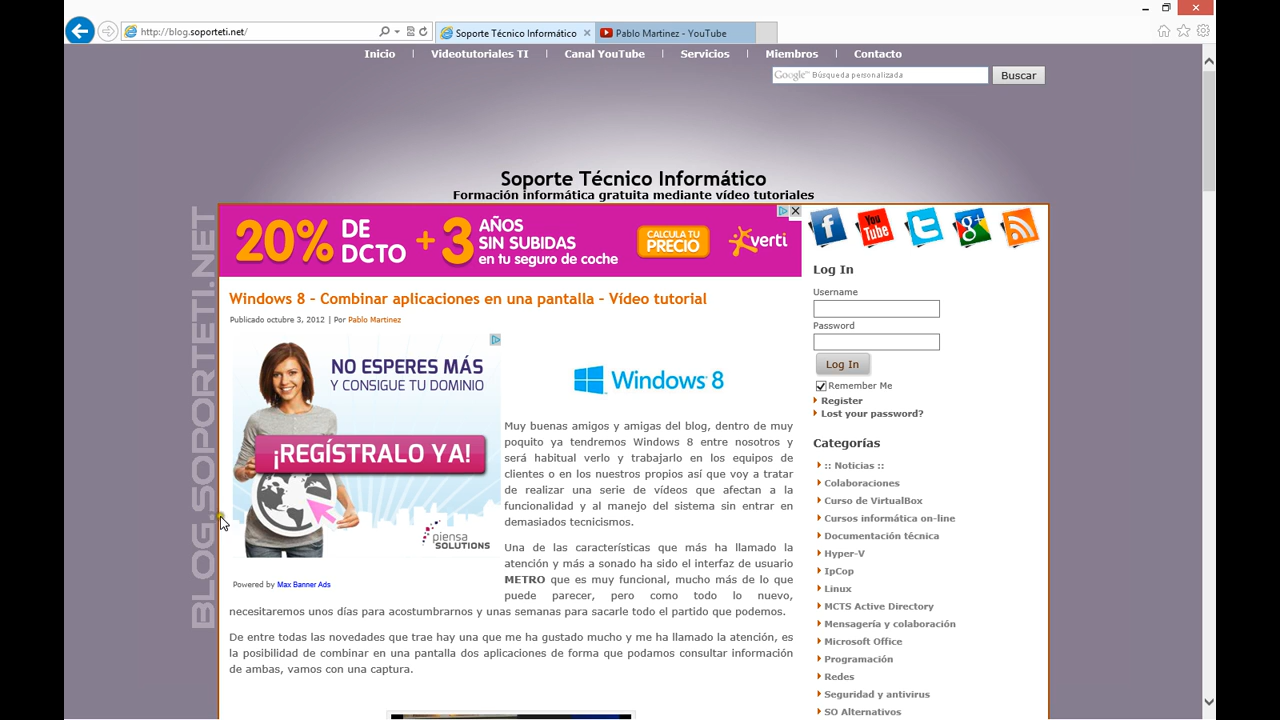 http://blog.soporteti.net/
Soporte Técnico Informático
Pablo Martinez - YouTube
Inicio
Videotutoriales TI
Canal YouTube
Servicios
Miembros
Contacto
Google™ Búsqueda personalizada
Buscar
Soporte Técnico Informático
Formación informática gratuita mediante vídeo tutoriales
BLOG.SOPORTETI.NET
20% DE DCTO + 3 AÑOS SIN SUBIDAS en tu seguro de coche
CALCULA TU PRECIO
verti
You Tube
Windows 8 – Combinar aplicaciones en una pantalla – Vídeo tutorial
Publicado octubre 3, 2012 | Por Pablo Martinez
NO ESPERES MÁS
Y CONSIGUE TU DOMINIO
¡REGÍSTRALO YA!
piensa
SOLUTIONS
Powered by Max Banner Ads
Windows 8
Muy buenas amigos y amigas del blog, dentro de muy
poquito ya tendremos Windows 8 entre nosotros y
será habitual verlo y trabajarlo en los equipos de
clientes o en los nuestros propios así que voy a tratar
de realizar una serie de vídeos que afectan a la
funcionalidad y al manejo del sistema sin entrar en
demasiados tecnicismos.
Una de las características que más ha llamado la
atención y más a sonado ha sido el interfaz de usuario
METRO que es muy funcional, mucho más de lo que
puede parecer, pero como todo lo nuevo,
necesitaremos unos días para acostumbrarnos y unas semanas para sacarle todo el partido que podemos.
De entre todas las novedades que trae hay una que me ha gustado mucho y me ha llamado la atención, es
la posibilidad de combinar en una pantalla dos aplicaciones de forma que podamos consultar información
de ambas, vamos con una captura.
Log In
Username
Password
Log In
Remember Me
Register
Lost your password?
Categorías
:: Noticias ::
Colaboraciones
Curso de VirtualBox
Cursos informática on-line
Documentación técnica
Hyper-V
IpCop
Linux
MCTS Active Directory
Mensagería y colaboración
Microsoft Office
Programación
Redes
Seguridad y antivirus
SO Alternativos